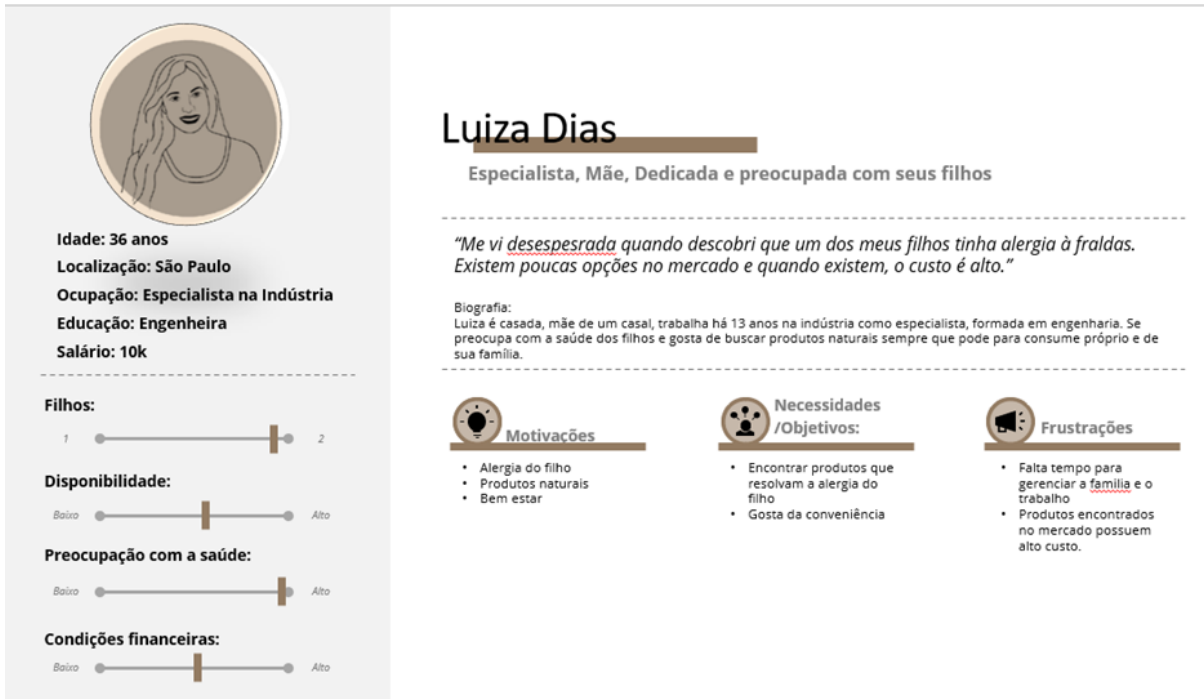 Idade: 36 anos
Localização: São Paulo
Ocupação: Especialista na Indústria
Educação: Engenheira
Salário: 10k
Filhos:
1 2
Disponibilidade:
Baixo Alto
Preocupação com a saúde:
Baixo Alto
Condições financeiras:
Baixo Alto
Luiza Dias
Especialista, Mãe, Dedicada e preocupada com seus filhos
“Me vi desespesrada quando descobri que um dos meus filhos tinha alergia à fraldas.
Existem poucas opções no mercado e quando existem, o custo é alto.”
Biografia:
Luiza é casada, mãe de um casal, trabalha há 13 anos na indústria como especialista, formada em engenharia. Se
preocupa com a saúde dos filhos e gosta de buscar produtos naturais sempre que pode para consume próprio e de
sua família.
Motivações
• Alergia do filho
• Produtos naturais
• Bem estar
Necessidades
/Objetivos:
• Encontrar produtos que
resolvam a alergia do
filho
• Gosta da conveniência
Frustrações
• Falta tempo para
gerenciar a familia e o
trabalho
• Produtos encontrados
no mercado possuem
alto custo.